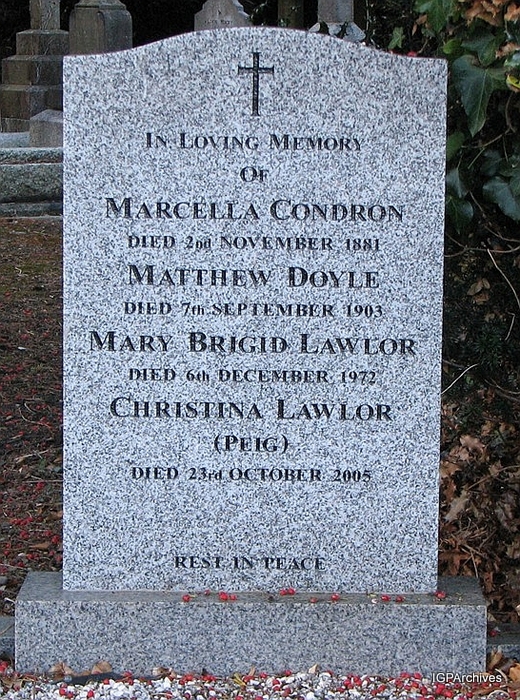 In Loving Memory
Of
Marcella Condron
DIED 2nd NOVEMBER 1881
Matthew Doyle
DIED 7th SEPTEMBER 1903
Mary Brigid Lawlor
DIED 6th DECEMBER 1972
Christina Lawlor
(Peig)
DIED 23rd OCTOBER 2005
REST IN PEACE
IGPArchives